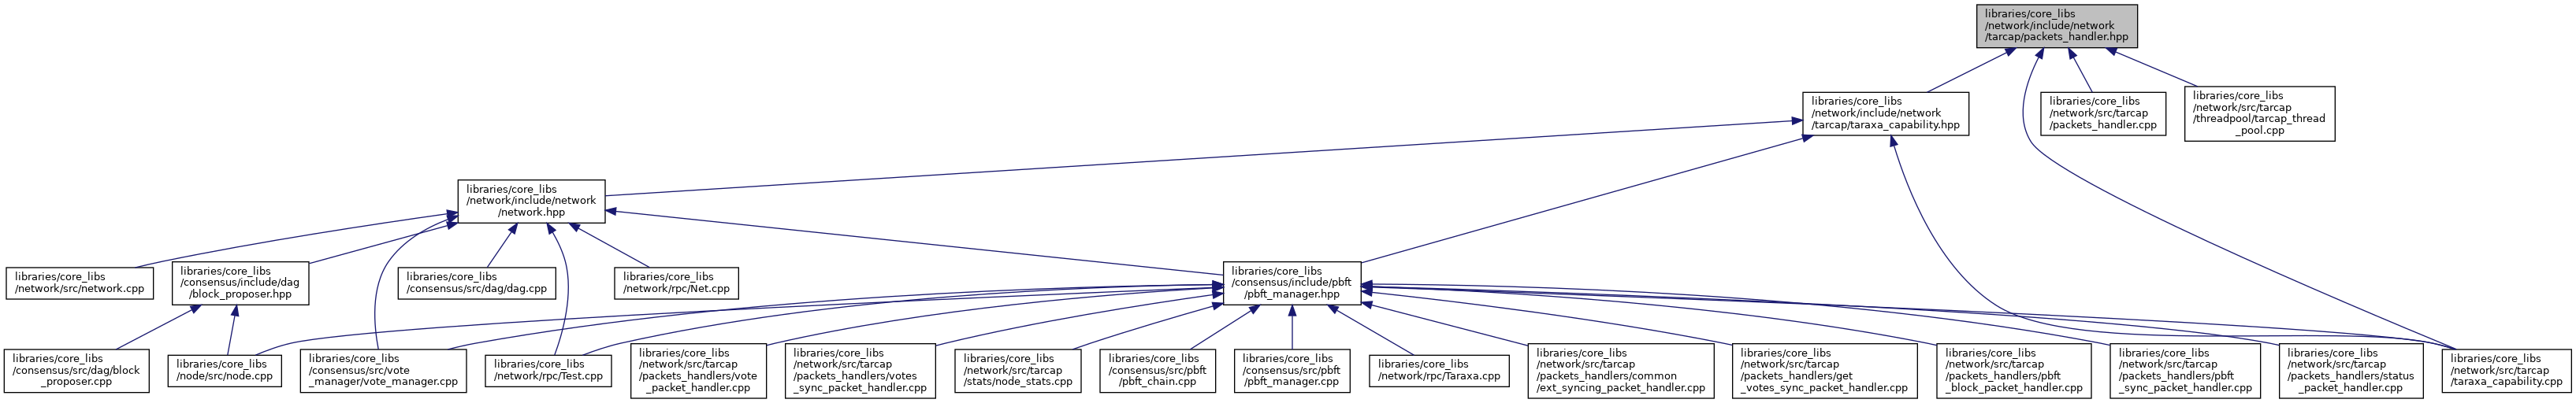 libraries/core_libs
/network/include/network
/tarcap/packets_handler.hpp
libraries/core_libs
/network/include/network
/tarcap/taraxa_capability.hpp
libraries/core_libs
/network/src/tarcap
/packets_handler.cpp
libraries/core_libs
/network/src/tarcap
/threadpool/tarcap_thread
_pool.cpp
libraries/core_libs
/network/include/network
/network.hpp
libraries/core_libs
/network/src/network.cpp
libraries/core_libs
/consensus/include/dag
/block_proposer.hpp
libraries/core_libs
/consensus/src/dag/dag.cpp
libraries/core_libs
/network/rpc/Net.cpp
libraries/core_libs
/consensus/include/pbft
/pbft_manager.hpp
libraries/core_libs
/consensus/src/dag/block
_proposer.cpp
libraries/core_libs
/node/src/node.cpp
libraries/core_libs
/consensus/src/vote
_manager/vote_manager.cpp
libraries/core_libs
/network/rpc/Test.cpp
libraries/core_libs
/network/src/tarcap
/packets_handlers/vote
_packet_handler.cpp
libraries/core_libs
/network/src/tarcap
/packets_handlers/votes
_sync_packet_handler.cpp
libraries/core_libs
/network/src/tarcap
/stats/node_stats.cpp
libraries/core_libs
/consensus/src/pbft
/pbft_chain.cpp
libraries/core_libs
/consensus/src/pbft
/pbft_manager.cpp
libraries/core_libs
/network/rpc/Taraxa.cpp
libraries/core_libs
/network/src/tarcap
/packets_handlers/common
/ext_syncing_packet_handler.cpp
libraries/core_libs
/network/src/tarcap
/packets_handlers/get
_votes_sync_packet_handler.cpp
libraries/core_libs
/network/src/tarcap
/packets_handlers/pbft
_block_packet_handler.cpp
libraries/core_libs
/network/src/tarcap
/packets_handlers/pbft
_sync_packet_handler.cpp
libraries/core_libs
/network/src/tarcap
/packets_handlers/status
_packet_handler.cpp
libraries/core_libs
/network/src/tarcap
/taraxa_capability.cpp